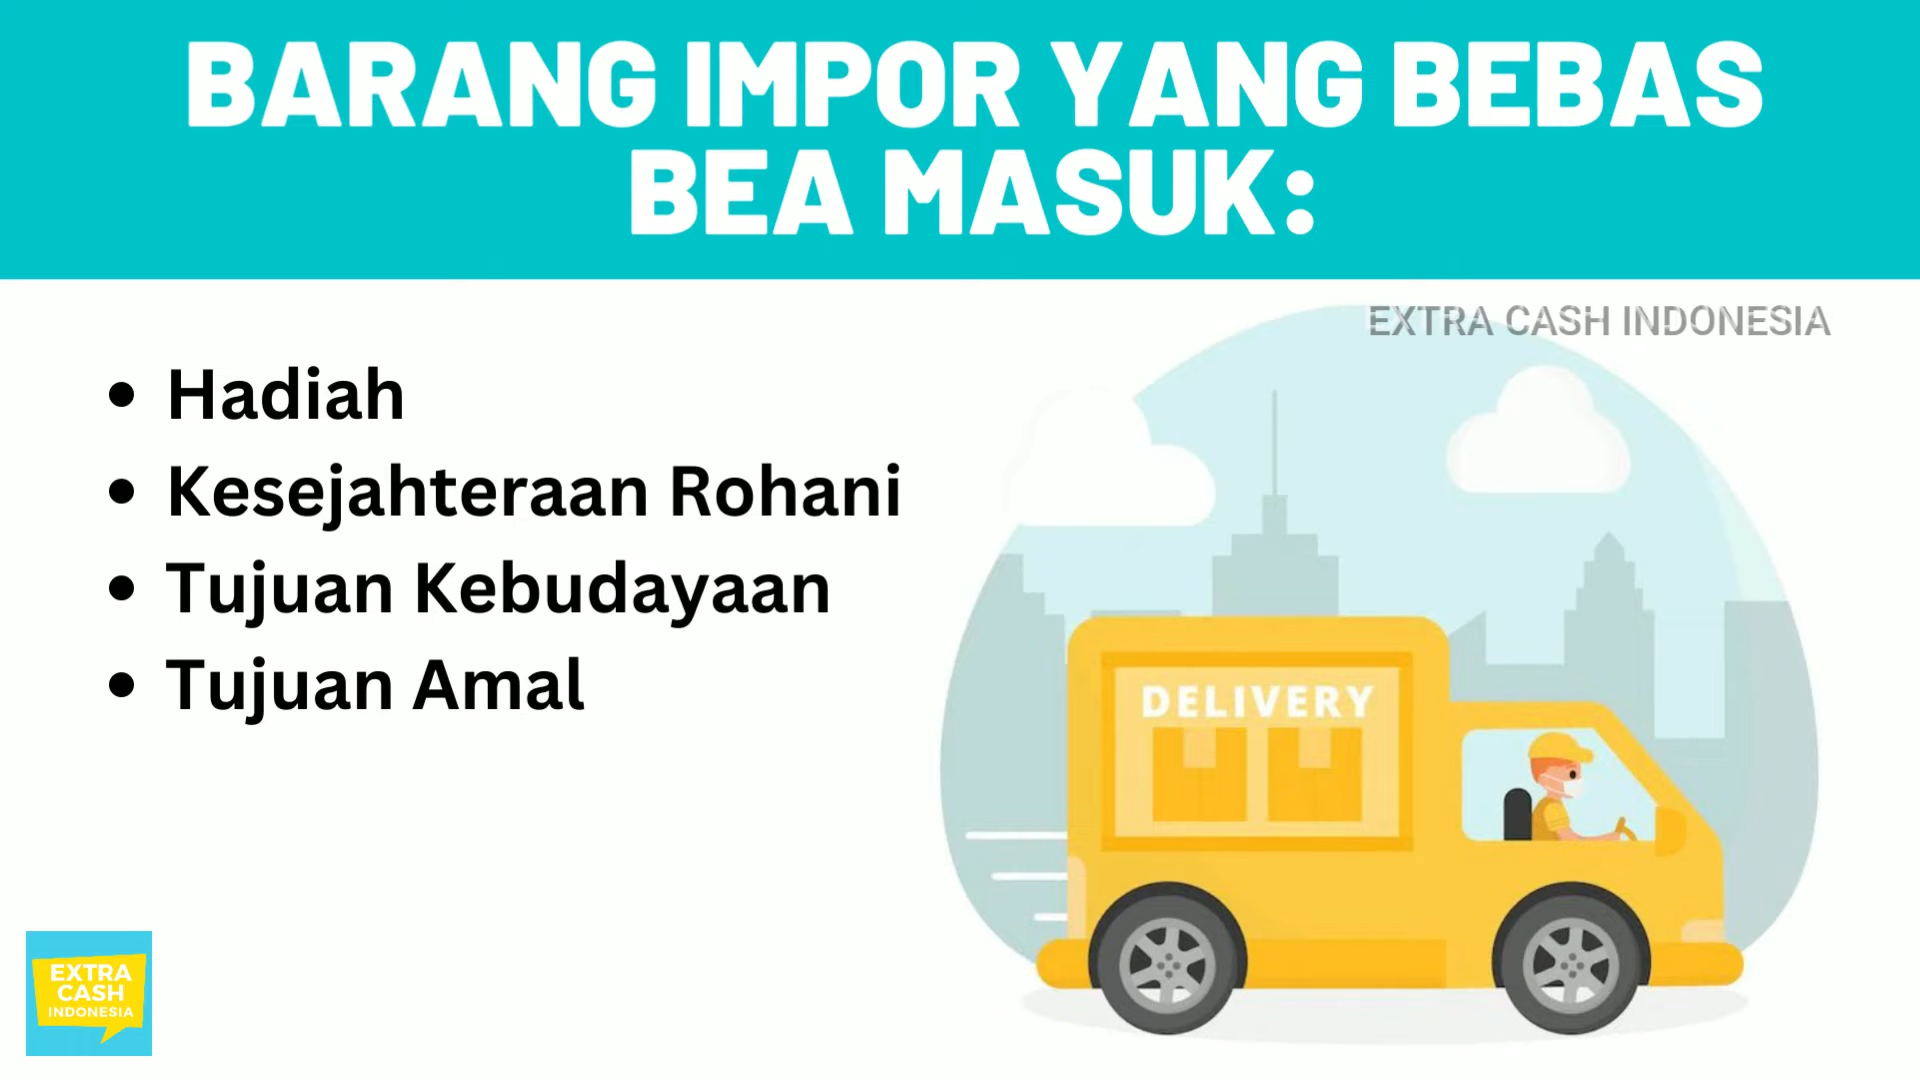 BARANG IMPOR YANG BEBAS
BEA MASUK:
EXTRA CASH INDONESIA
• Hadiah
• Kesejahteraan Rohani
• Tujuan Kebudayaan
• Tujuan Amal
DELIVERY
EXTRA
CASH
INDONESIA